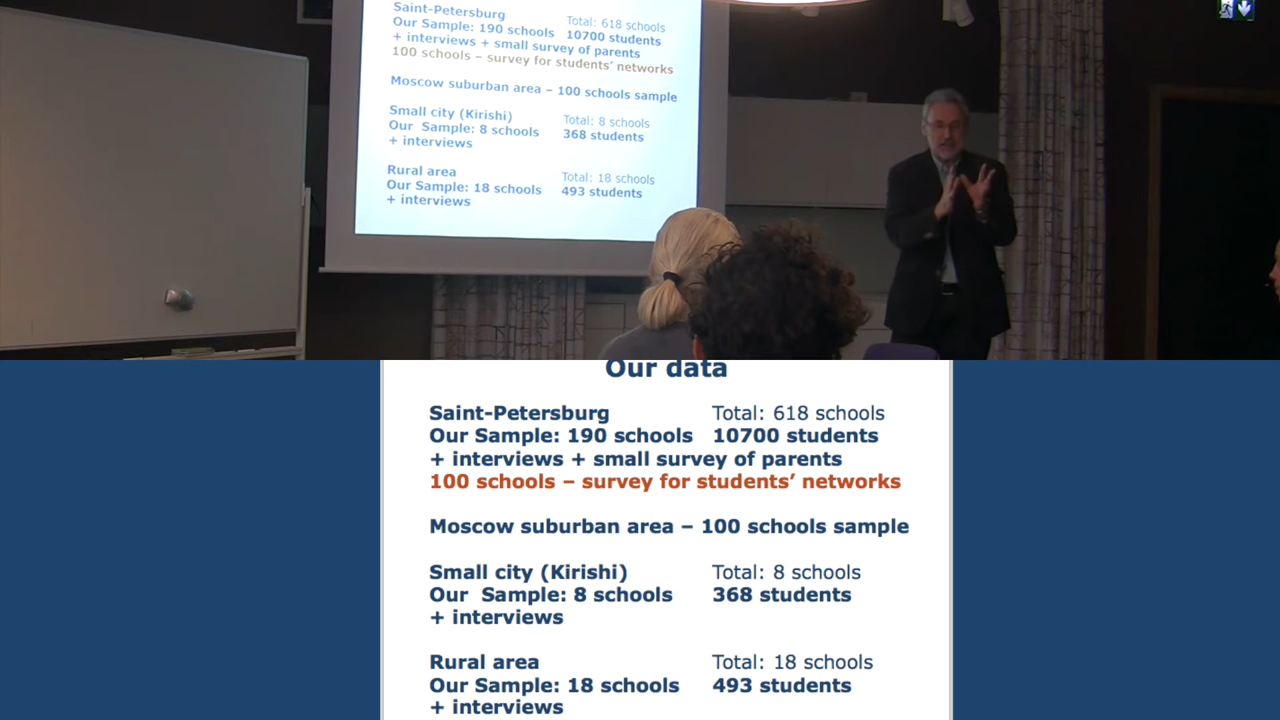 Saint-Petersburg Total: 618 schools
Our Sample: 190 schools 10700 students
+ interviews + small survey of parents
100 schools – survey for students’ networks
Moscow suburban area – 100 schools sample
Small city (Kirishi) Total: 8 schools
Our Sample: 8 schools 368 students
+ interviews
Rural area Total: 18 schools
Our Sample: 18 schools 493 students
+ interviews
Our data
Saint-Petersburg Total: 618 schools
Our Sample: 190 schools 10700 students
+ interviews + small survey of parents
100 schools – survey for students’ networks
Moscow suburban area – 100 schools sample
Small city (Kirishi) Total: 8 schools
Our Sample: 8 schools 368 students
+ interviews
Rural area Total: 18 schools
Our Sample: 18 schools 493 students
+ interviews